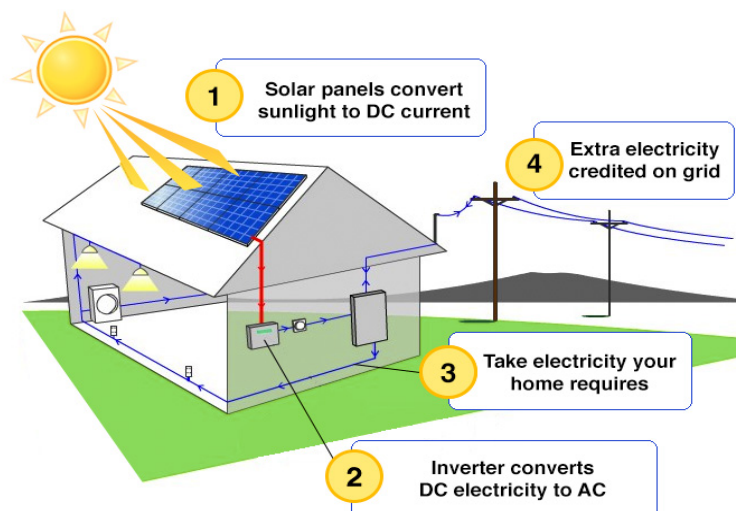 1
Solar panels convert
sunlight to DC current
4
Extra electricity
credited on grid
3
Take electricity your
home requires
2
Inverter converts
DC electricity to AC